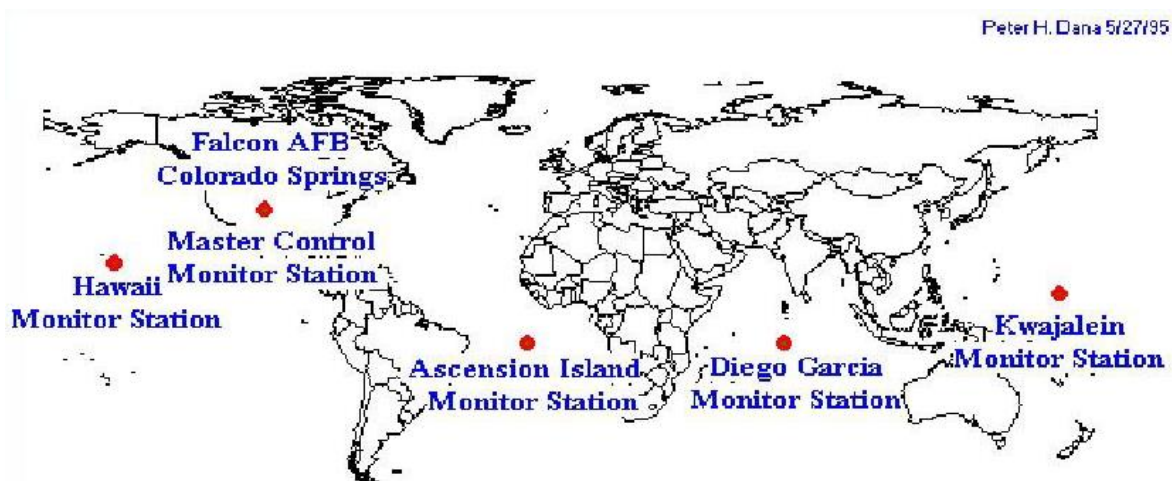 Peter H. Dana 5/27/95
Falcon AFB
Colorado Springs
Master Control
Monitor Station
Hawaii
Monitor Station
Ascension Island
Monitor Station
Diego Garcia
Monitor Station
Kwajalein
Monitor Station